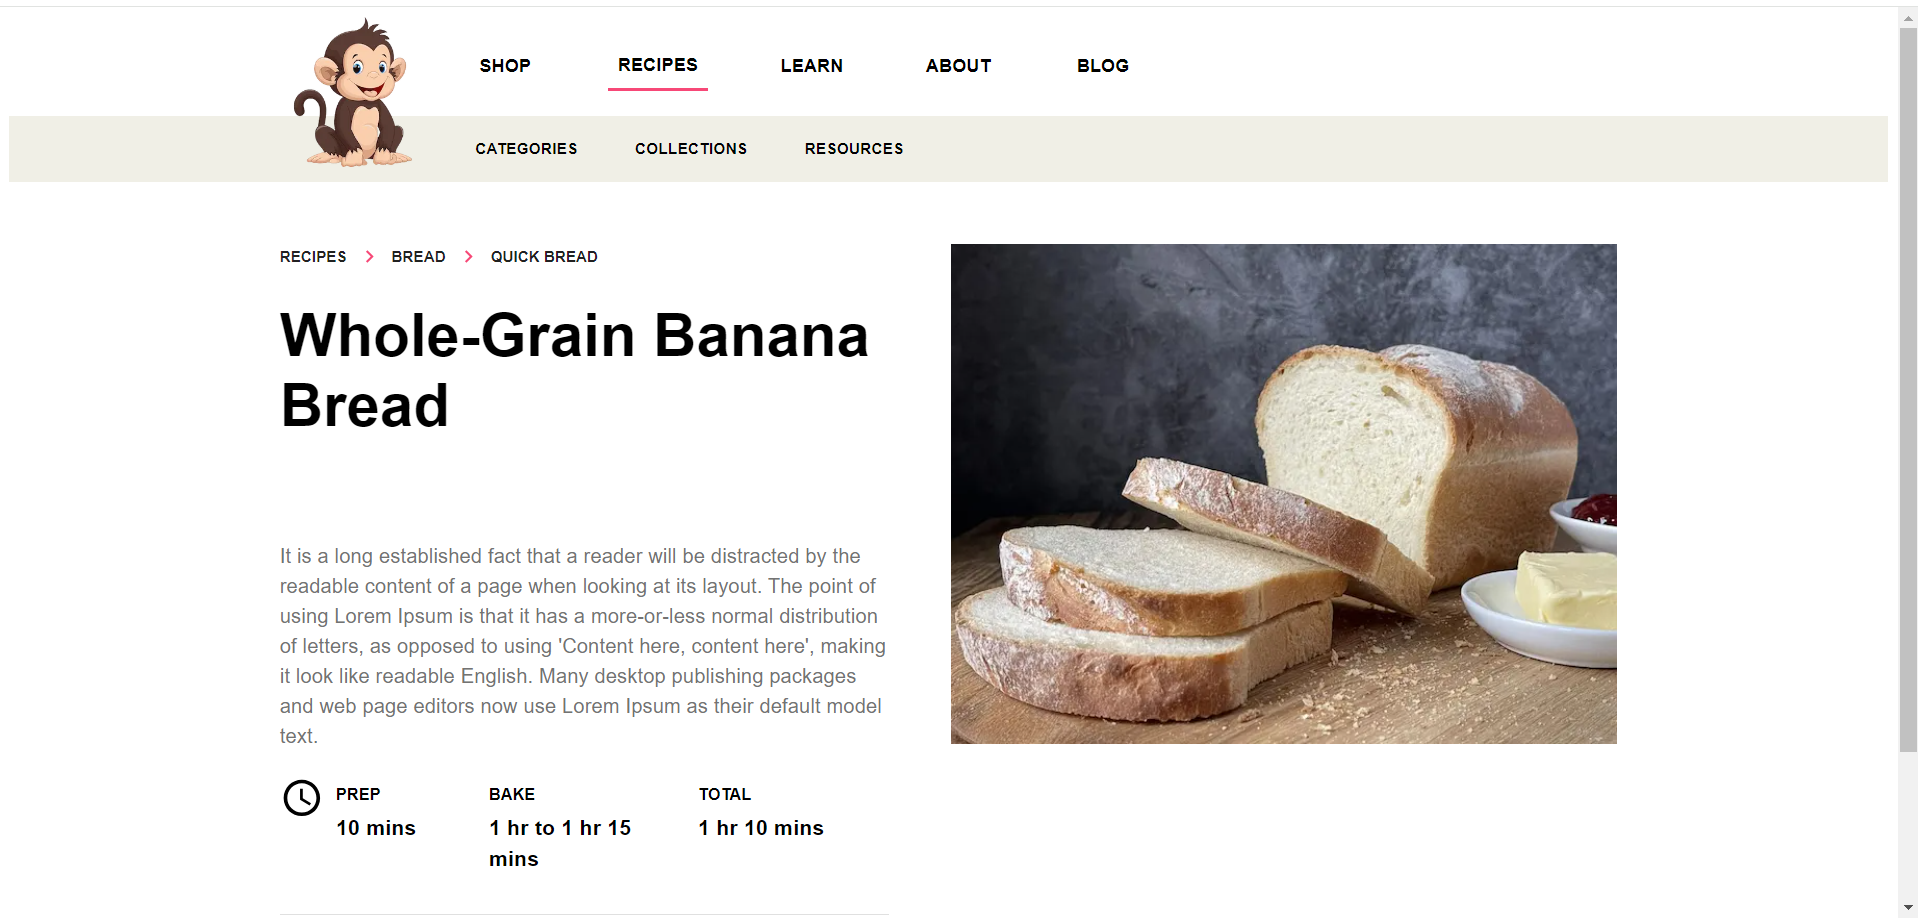 SHOP RECIPES LEARN ABOUT BLOG
CATEGORIES COLLECTIONS RESOURCES
RECIPES BREAD QUICK BREAD
Whole-Grain Banana
Bread
It is a long established fact that a reader will be distracted by the
readable content of a page when looking at its layout. The point of
using Lorem Ipsum is that it has a more-or-less normal distribution
of letters, as opposed to using 'Content here, content here', making
it look like readable English. Many desktop publishing packages
and web page editors now use Lorem Ipsum as their default model
text.
PREP BAKE TOTAL
10 mins 1 hr to 1 hr 15 1 hr 10 mins
mins